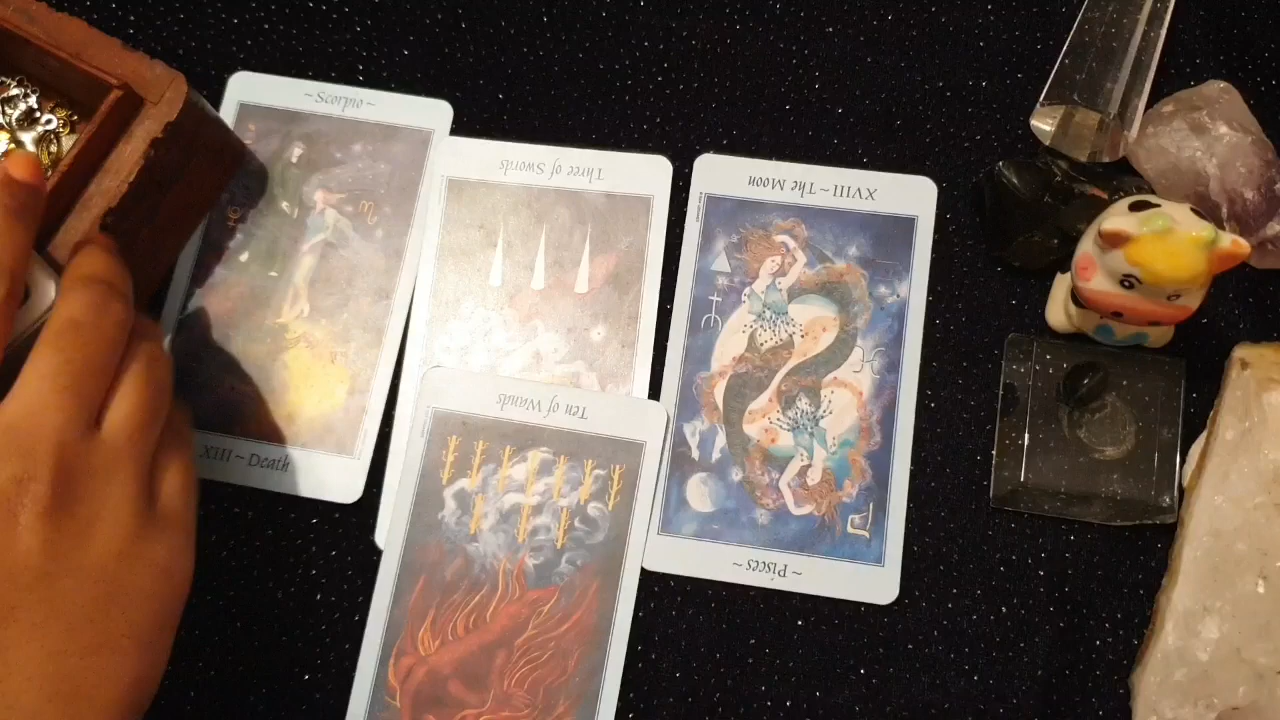 ~Scorpio~
XIII ~ Death
Three of Swords
Ten of Wands
XVIII ~ The Moon
~Pisces~